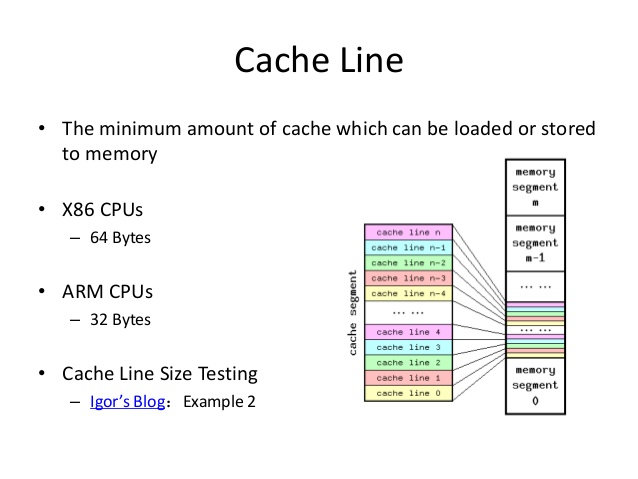 Cache Line
• The minimum amount of cache which can be loaded or stored
to memory
• X86 CPUs
– 64 Bytes
• ARM CPUs
– 32 Bytes
• Cache Line Size Testing
– Igor's Blog： Example 2
cache segment
cache line n
cache line n-1
cache line n-2
cache line n-3
cache line n-4
... ...
cache line 4
cache line 3
cache line 2
cache line 1
cache line 0
memory
segment
m
memory
segment
m-1
... ...
... ...
memory
segment
0